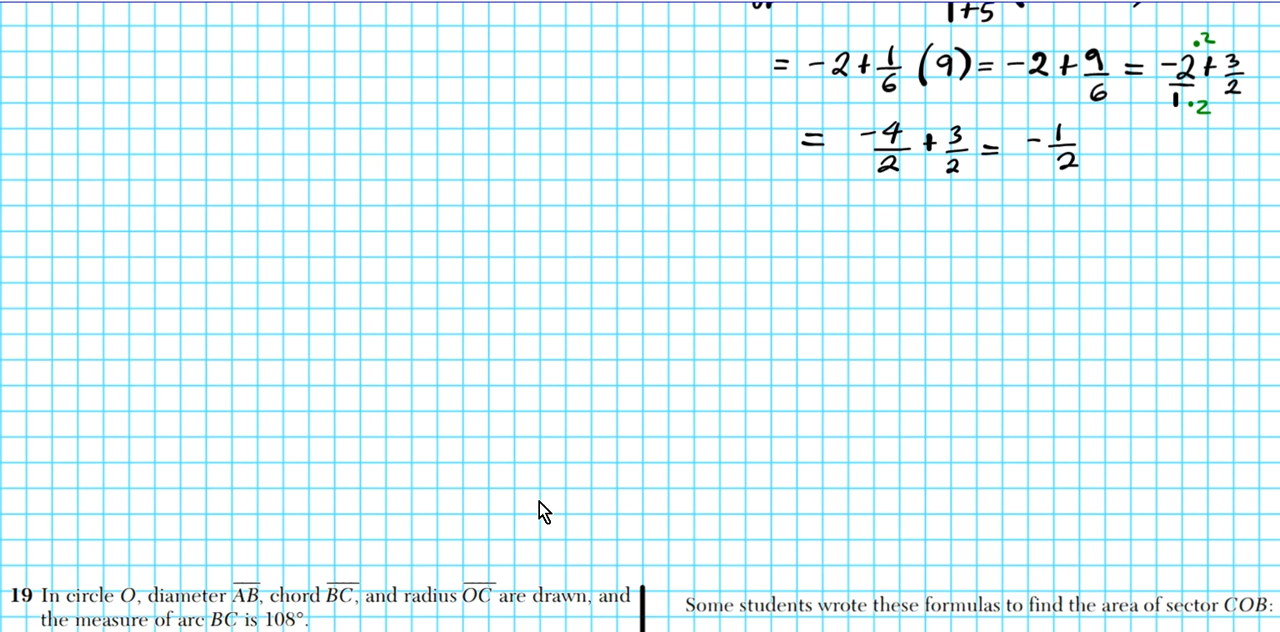 1+5
= -2 + 1/6 (9) = -2 + 9/6 = -2·2/1·2 + 3/2
= -4/2 + 3/2 = -1/2
19 In circle O, diameter AB, chord BC, and radius OC are drawn, and
the measure of arc BC is 108°.
Some students wrote these formulas to find the area of sector COB: